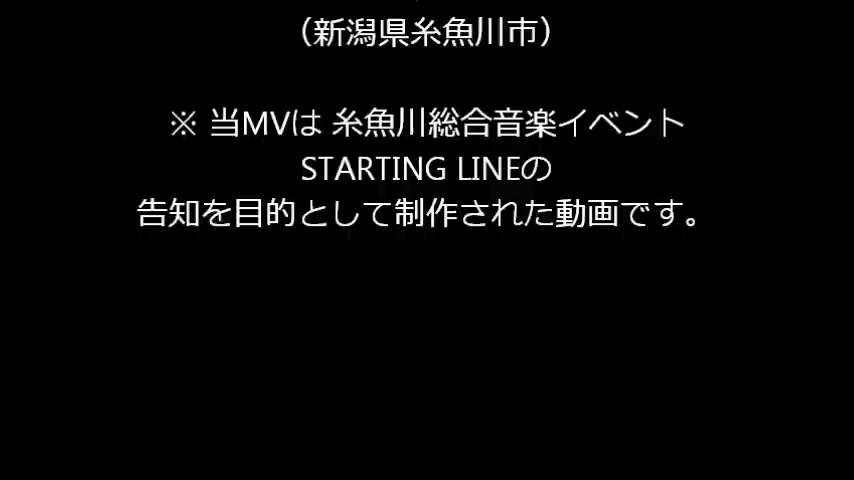 （新潟県糸魚川市）
※ 当MVは 糸魚川総合音楽イベント
STARTING LINEの
告知を目的として制作された動画です。